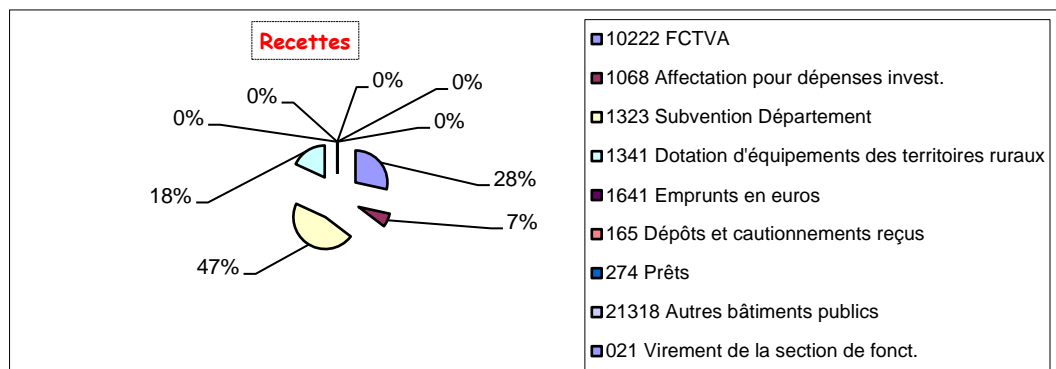 Recettes
0%
0%
0%
0%
0%
18%
28%
7%
47%
10222 FCTVA
1068 Affectation pour dépenses invest.
1323 Subvention Département
1341 Dotation d'équipements des territoires ruraux
1641 Emprunts en euros
165 Dépôts et cautionnements reçus
274 Prêts
21318 Autres bâtiments publics
021 Virement de la section de fonct.